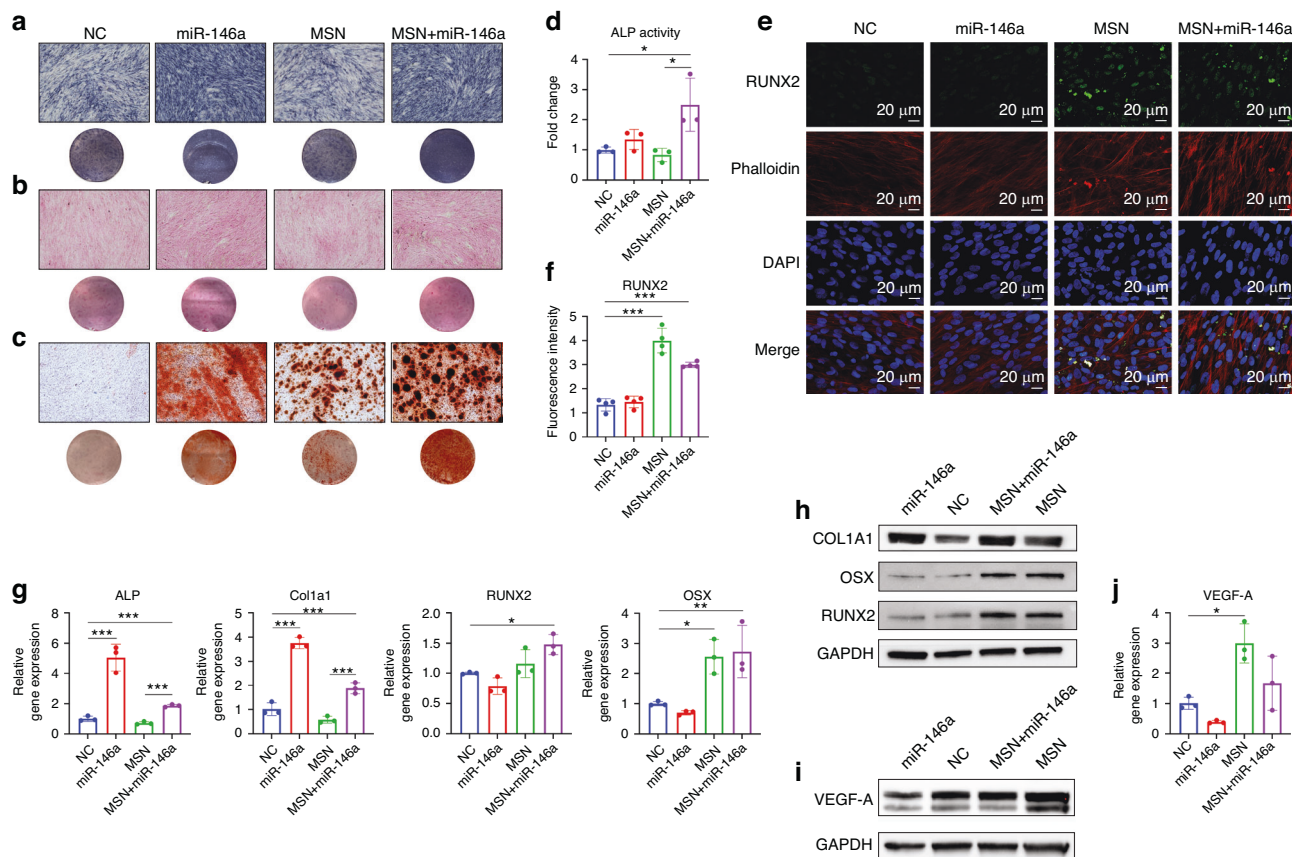 a
NC
miR-146a
MSN
MSN+miR-146a
b
c
d
ALP activity
*
*
Fold change
4
3
2
1
0
NC
miR-146a
MSN
MSN+miR-146a
e
NC
miR-146a
MSN
MSN+miR-146a
RUNX2
20 μm
20 μm
20 μm
20 μm
Phalloidin
20 μm
20 μm
20 μm
20 μm
DAPI
20 μm
20 μm
20 μm
20 μm
Merge
20 μm
20 μm
20 μm
20 μm
f
RUNX2
***
***
Fluorescence intensity
5
4
3
2
1
0
NC
miR-146a
MSN
MSN+miR-146a
g
ALP
***
***
***
Relative
gene expression
8
6
4
2
0
NC
miR-146a
MSN
MSN+miR-146a
Col1a1
***
***
***
Relative
gene expression
5
4
3
2
1
0
NC
miR-146a
MSN
MSN+miR-146a
RUNX2
*
Relative
gene expression
2.0
1.5
1.0
0.5
0.0
NC
miR-146a
MSN
MSN+miR-146a
OSX
**
*
Relative
gene expression
4
3
2
1
0
NC
miR-146a
MSN
MSN+miR-146a
h
miR-146a
NC
MSN+miR-146a
MSN
COL1A1
OSX
RUNX2
GAPDH
i
miR-146a
NC
MSN+miR-146a
MSN
VEGF-A
GAPDH
j
VEGF-A
*
Relative
gene expression
4
3
2
1
0
NC
miR-146a
MSN
MSN+miR-146a